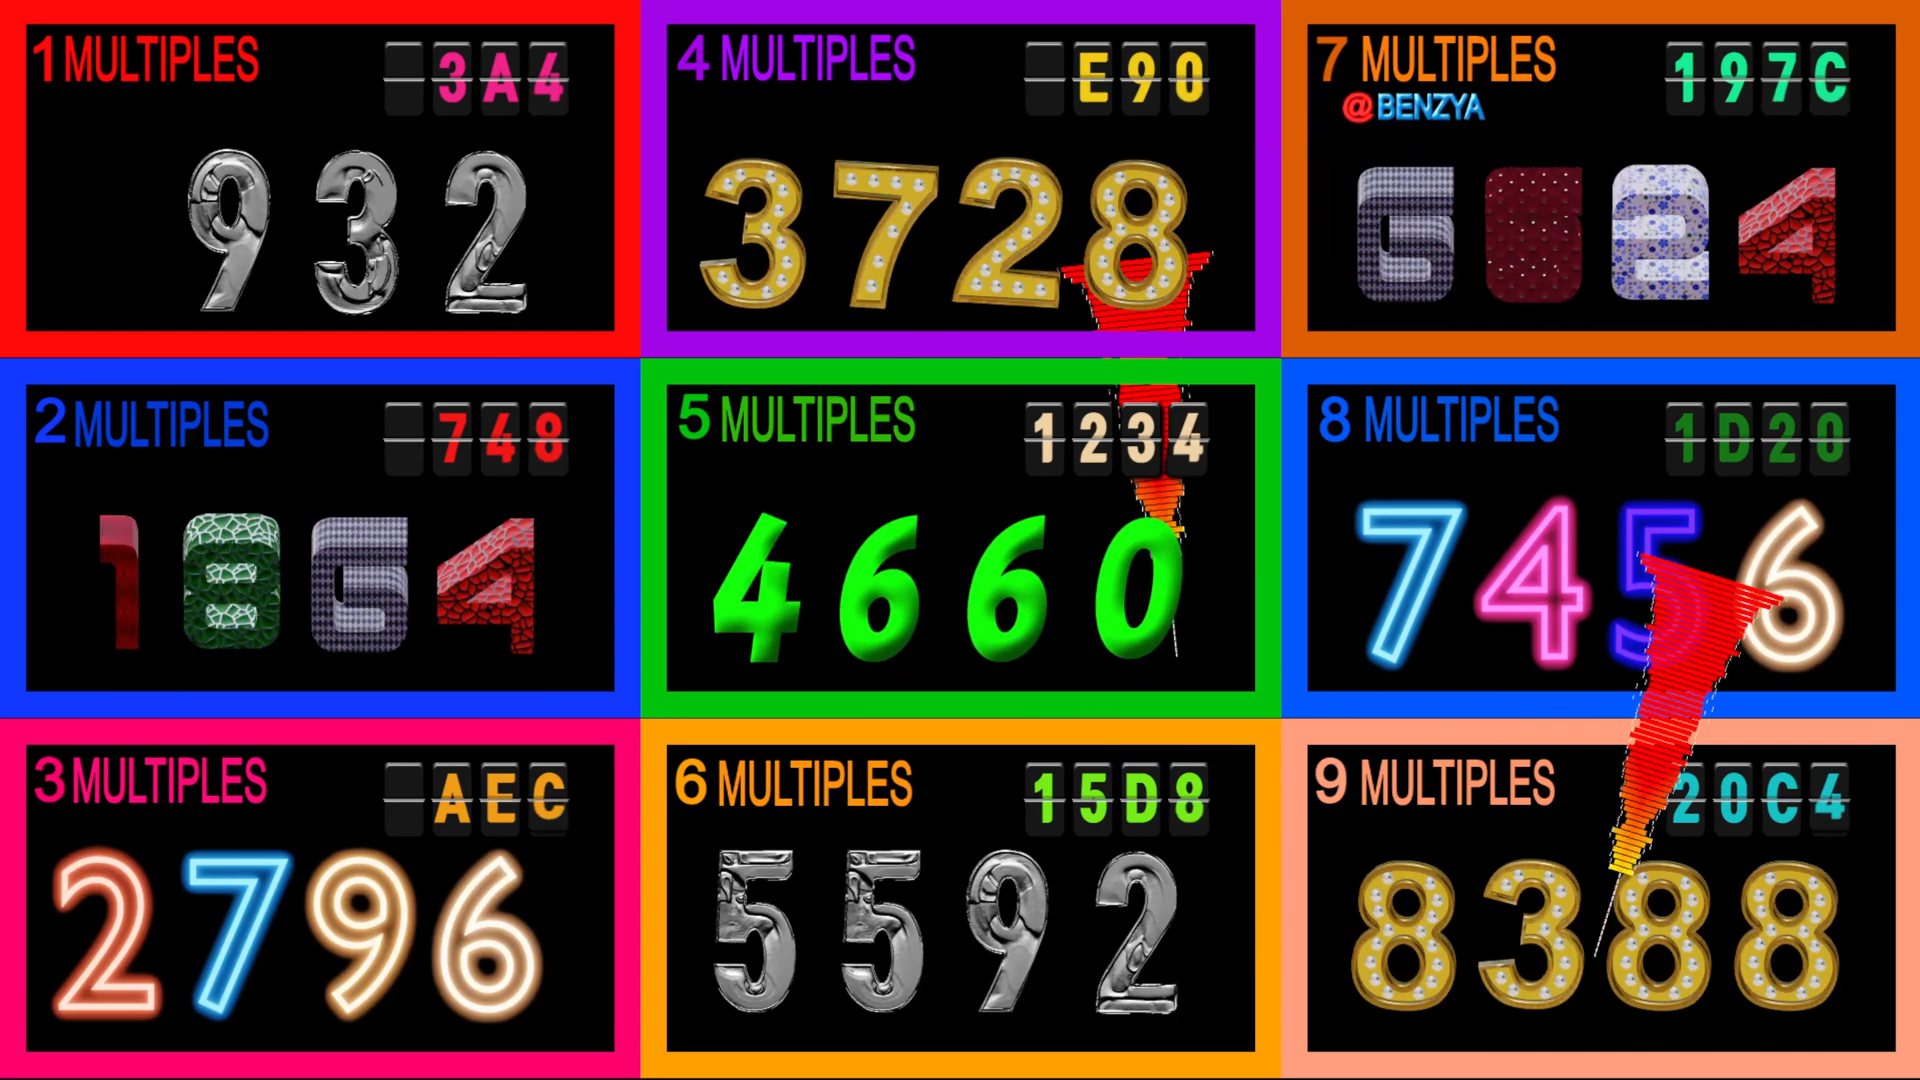 1 MULTIPLES
3A4
932
4 MULTIPLES
E90
3728
7 MULTIPLES
197C
@BENZYA
6524
2 MULTIPLES
748
1864
5 MULTIPLES
1234
4660
8 MULTIPLES
1D20
7456
3 MULTIPLES
AEC
2796
6 MULTIPLES
15D8
5592
9 MULTIPLES
20C4
8388